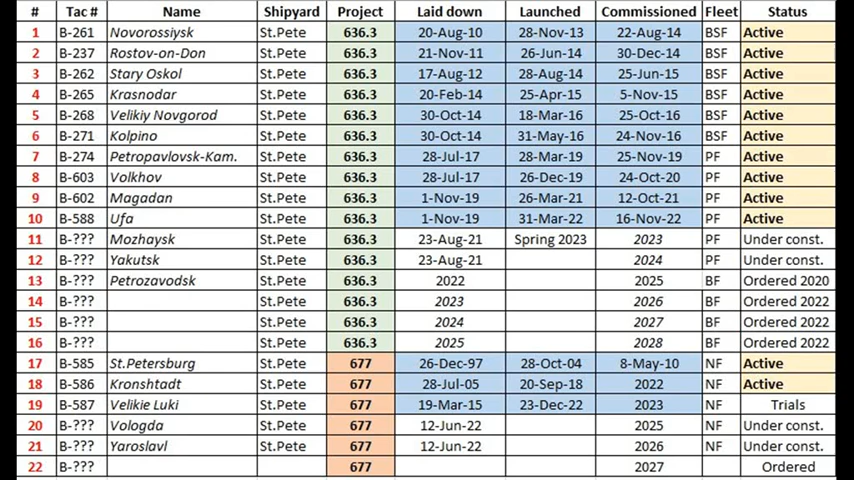 # Tac # Name Shipyard Project Laid down Launched Commissioned Fleet Status
1 B-261 Novorossiysk St.Pete 636.3 20-Aug-10 28-Nov-13 22-Aug-14 BSF Active
2 B-237 Rostov-on-Don St.Pete 636.3 21-Nov-11 26-Jun-14 30-Dec-14 BSF Active
3 B-262 Stary Oskol St.Pete 636.3 17-Aug-12 28-Aug-14 25-Jun-15 BSF Active
4 B-265 Krasnodar St.Pete 636.3 20-Feb-14 25-Apr-15 5-Nov-15 BSF Active
5 B-268 Velikiy Novgorod St.Pete 636.3 30-Oct-14 18-Mar-16 25-Oct-16 BSF Active
6 B-271 Kolpino St.Pete 636.3 30-Oct-14 31-May-16 24-Nov-16 BSF Active
7 B-274 Petropavlovsk-Kam. St.Pete 636.3 28-Jul-17 28-Mar-19 25-Nov-19 PF Active
8 B-603 Volkhov St.Pete 636.3 28-Jul-17 26-Dec-19 24-Oct-20 PF Active
9 B-602 Magadan St.Pete 636.3 1-Nov-19 26-Mar-21 12-Oct-21 PF Active
10 B-588 Ufa St.Pete 636.3 1-Nov-19 31-Mar-22 16-Nov-22 PF Active
11 B-??? Mozhaysk St.Pete 636.3 23-Aug-21 Spring 2023 2023 PF Under const.
12 B-??? Yakutsk St.Pete 636.3 23-Aug-21 2024 PF Under const.
13 B-??? Petrozavodsk St.Pete 636.3 2022 2025 BF Ordered 2020
14 B-??? St.Pete 636.3 2023 2026 BF Ordered 2022
15 B-??? St.Pete 636.3 2024 2027 BF Ordered 2022
16 B-??? St.Pete 636.3 2025 2028 BF Ordered 2022
17 B-585 St.Petersburg St.Pete 677 26-Dec-97 28-Oct-04 8-May-10 NF Active
18 B-586 Kronshtadt St.Pete 677 28-Jul-05 20-Sep-18 2022 NF Active
19 B-587 Velikie Luki St.Pete 677 19-Mar-15 23-Dec-22 2023 NF Trials
20 B-??? Vologda St.Pete 677 12-Jun-22 2025 NF Under const.
21 B-??? Yaroslavl St.Pete 677 12-Jun-22 2026 NF Under const.
22 B-??? 677 2027 Ordered